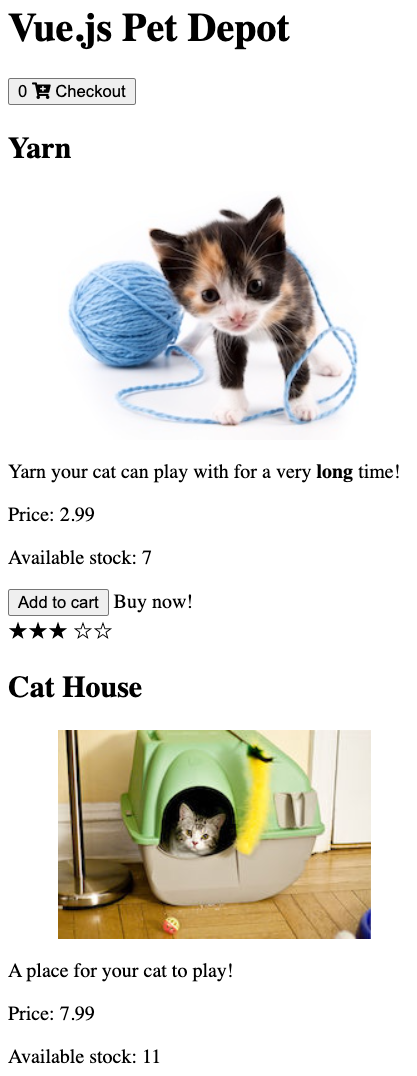 Vue.js Pet Depot
0 Checkout
Yarn
Yarn your cat can play with for a very long time!
Price: 2.99
Available stock: 7
Add to cart Buy now!
★★★ ☆☆
Cat House
A place for your cat to play!
Price: 7.99
Available stock: 11